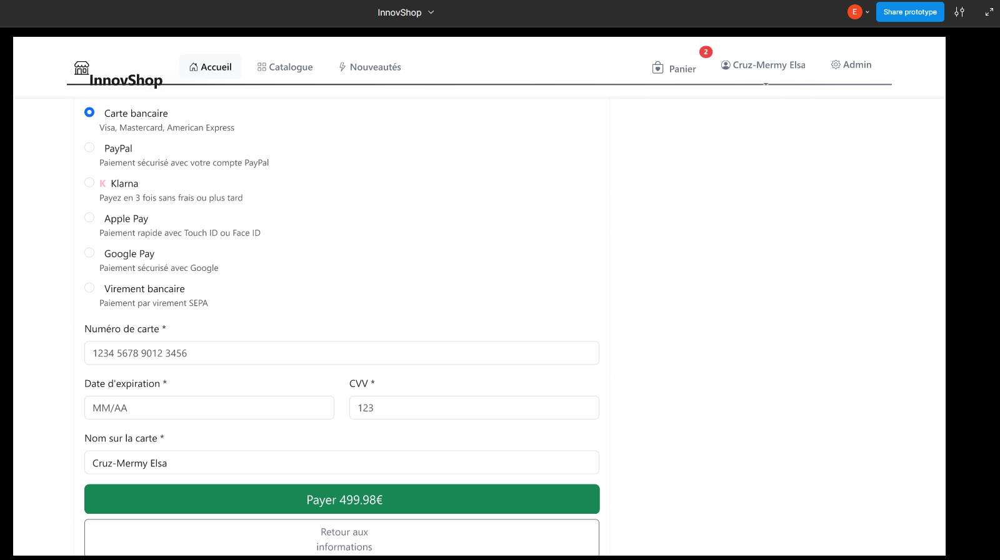 InnovShop
E
Share prototype
InnovShop
Accueil
Catalogue
Nouveautés
Panier
2
Cruz-Mermy Elsa
Admin
Carte bancaire
Visa, Mastercard, American Express
PayPal
Paiement sécurisé avec votre compte PayPal
K Klarna
Payez en 3 fois sans frais ou plus tard
Apple Pay
Paiement rapide avec Touch ID ou Face ID
Google Pay
Paiement sécurisé avec Google
Virement bancaire
Paiement par virement SEPA
Numéro de carte *
1234 5678 9012 3456
Date d'expiration *
CVV *
MM/AA
123
Nom sur la carte *
Cruz-Mermy Elsa
Payer 499.98€
Retour aux
informations